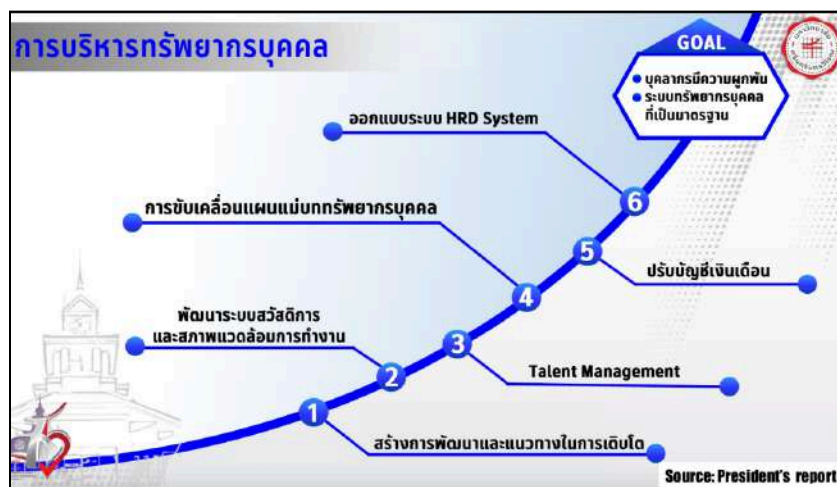 การบริหารทรัพยากรบุคคล
GOAL
บุคลากรมีความผูกพัน
ระบบทรัพยากรบุคคล
ที่เป็นมาตรฐาน
ออกแบบระบบ HRD System
6
การขับเคลื่อนแผนแม่บททรัพยากรบุคคล
5
ปรับบัญชีเงินเดือน
4
พัฒนาระบบสวัสดิการ
และสภาพแวดล้อมการทำงาน
3
Talent Management
2
1
สร้างการพัฒนาและแนวทางในการเติบโต
Source: President's report